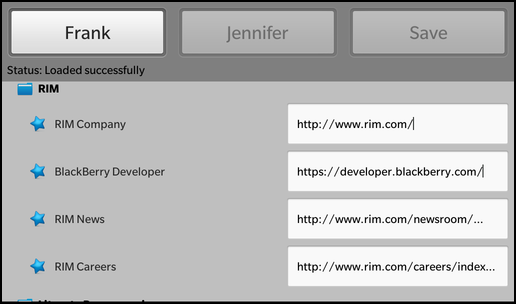 Frank Jennifer Save
Status: Loaded successfully
RIM
RIM Company http://www.rim.com/
BlackBerry Developer https://developer.blackberry.com/
RIM News http://www.rim.com/newsroom/...
RIM Careers http://www.rim.com/careers/index...